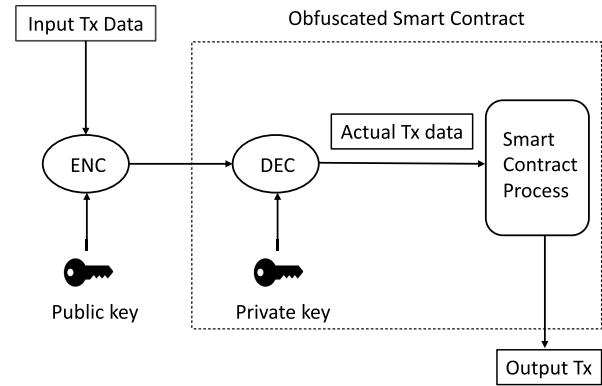 Input Tx Data
Obfuscated Smart Contract
Actual Tx data
ENC
DEC
Smart
Contract
Process
Public key
Private key
Output Tx